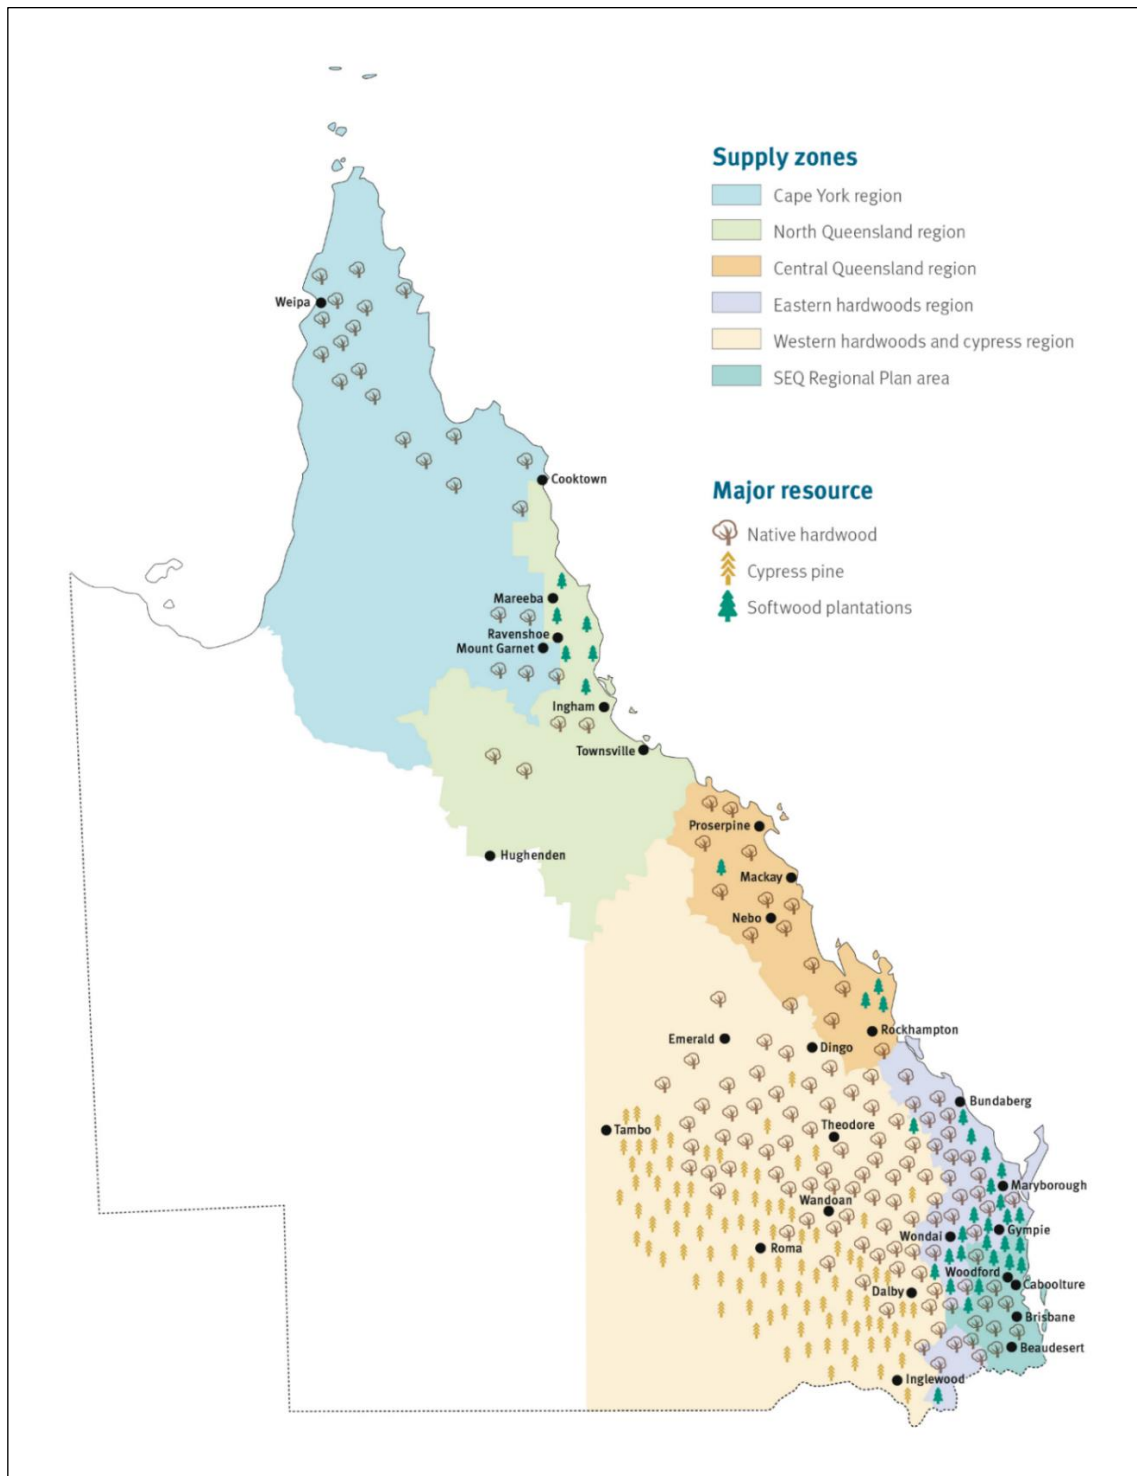 Supply zones
Cape York region
North Queensland region
Central Queensland region
Eastern hardwoods region
Western hardwoods and cypress region
SEQ Regional Plan area
Major resource
Native hardwood
Cypress pine
Softwood plantations
Weipa
Cooktown
Mareeba
Ravenshoe
Mount Garnet
Ingham
Townsville
Proserpine
Hughenden
Mackay
Nebo
Rockhampton
Emerald
Dingo
Bundaberg
Tambo
Theodore
Maryborough
Wandoan
Wondai
Gympie
Roma
Woodford
Caboolture
Dalby
Brisbane
Beaudesert
Inglewood